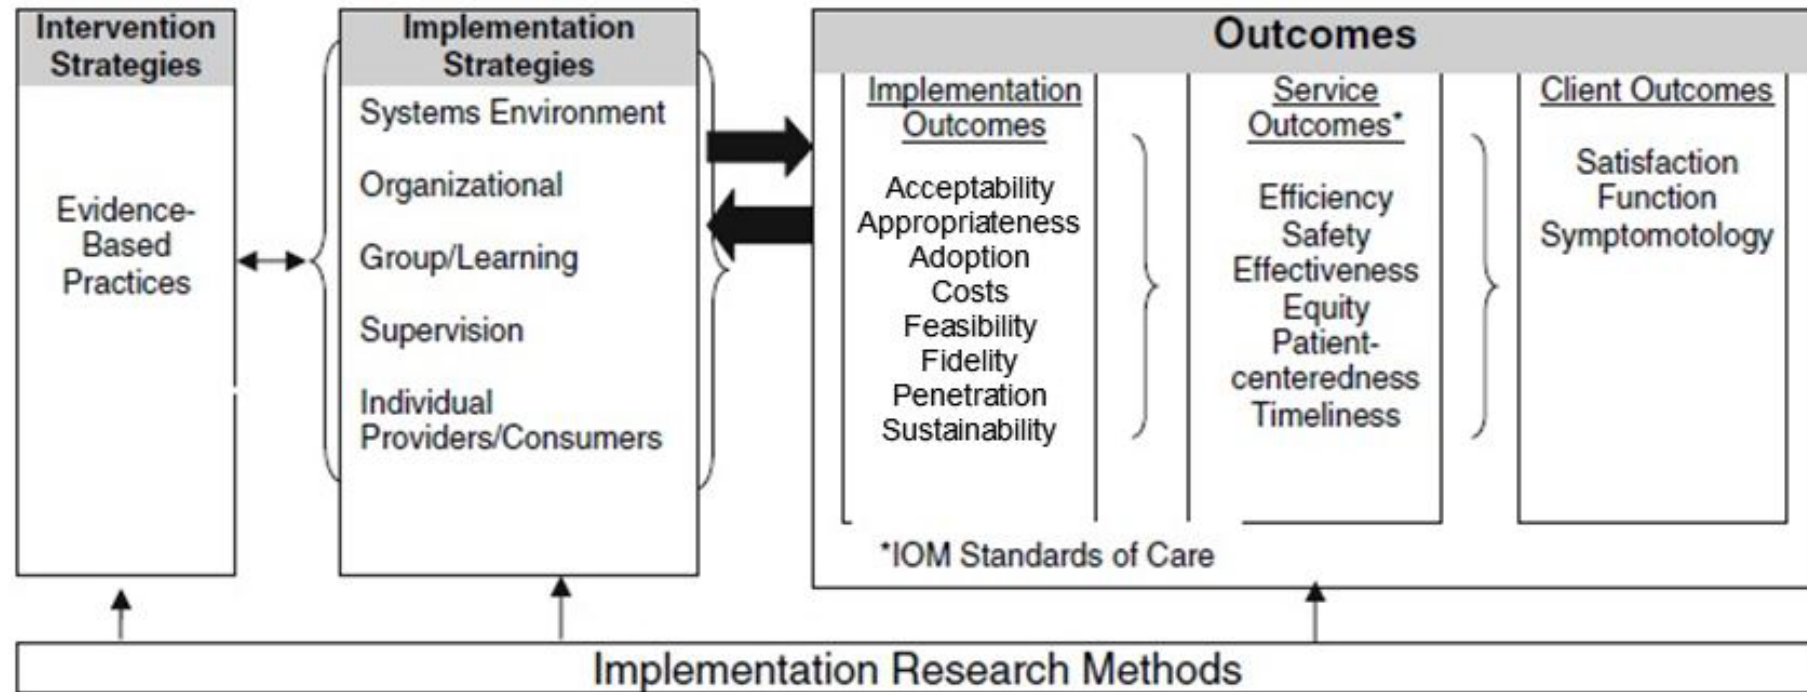 Intervention
Strategies
Evidence-
Based
Practices
Implementation
Strategies
Systems Environment
Organizational
Group/Learning
Supervision
Individual
Providers/Consumers
Outcomes
Implementation
Outcomes
Acceptability
Appropriateness
Adoption
Costs
Feasibility
Fidelity
Penetration
Sustainability
Service
Outcomes*
Efficiency
Safety
Effectiveness
Equity
Patient-
centeredness
Timeliness
Client Outcomes
Satisfaction
Function
Symptomotology
*IOM Standards of Care
Implementation Research Methods